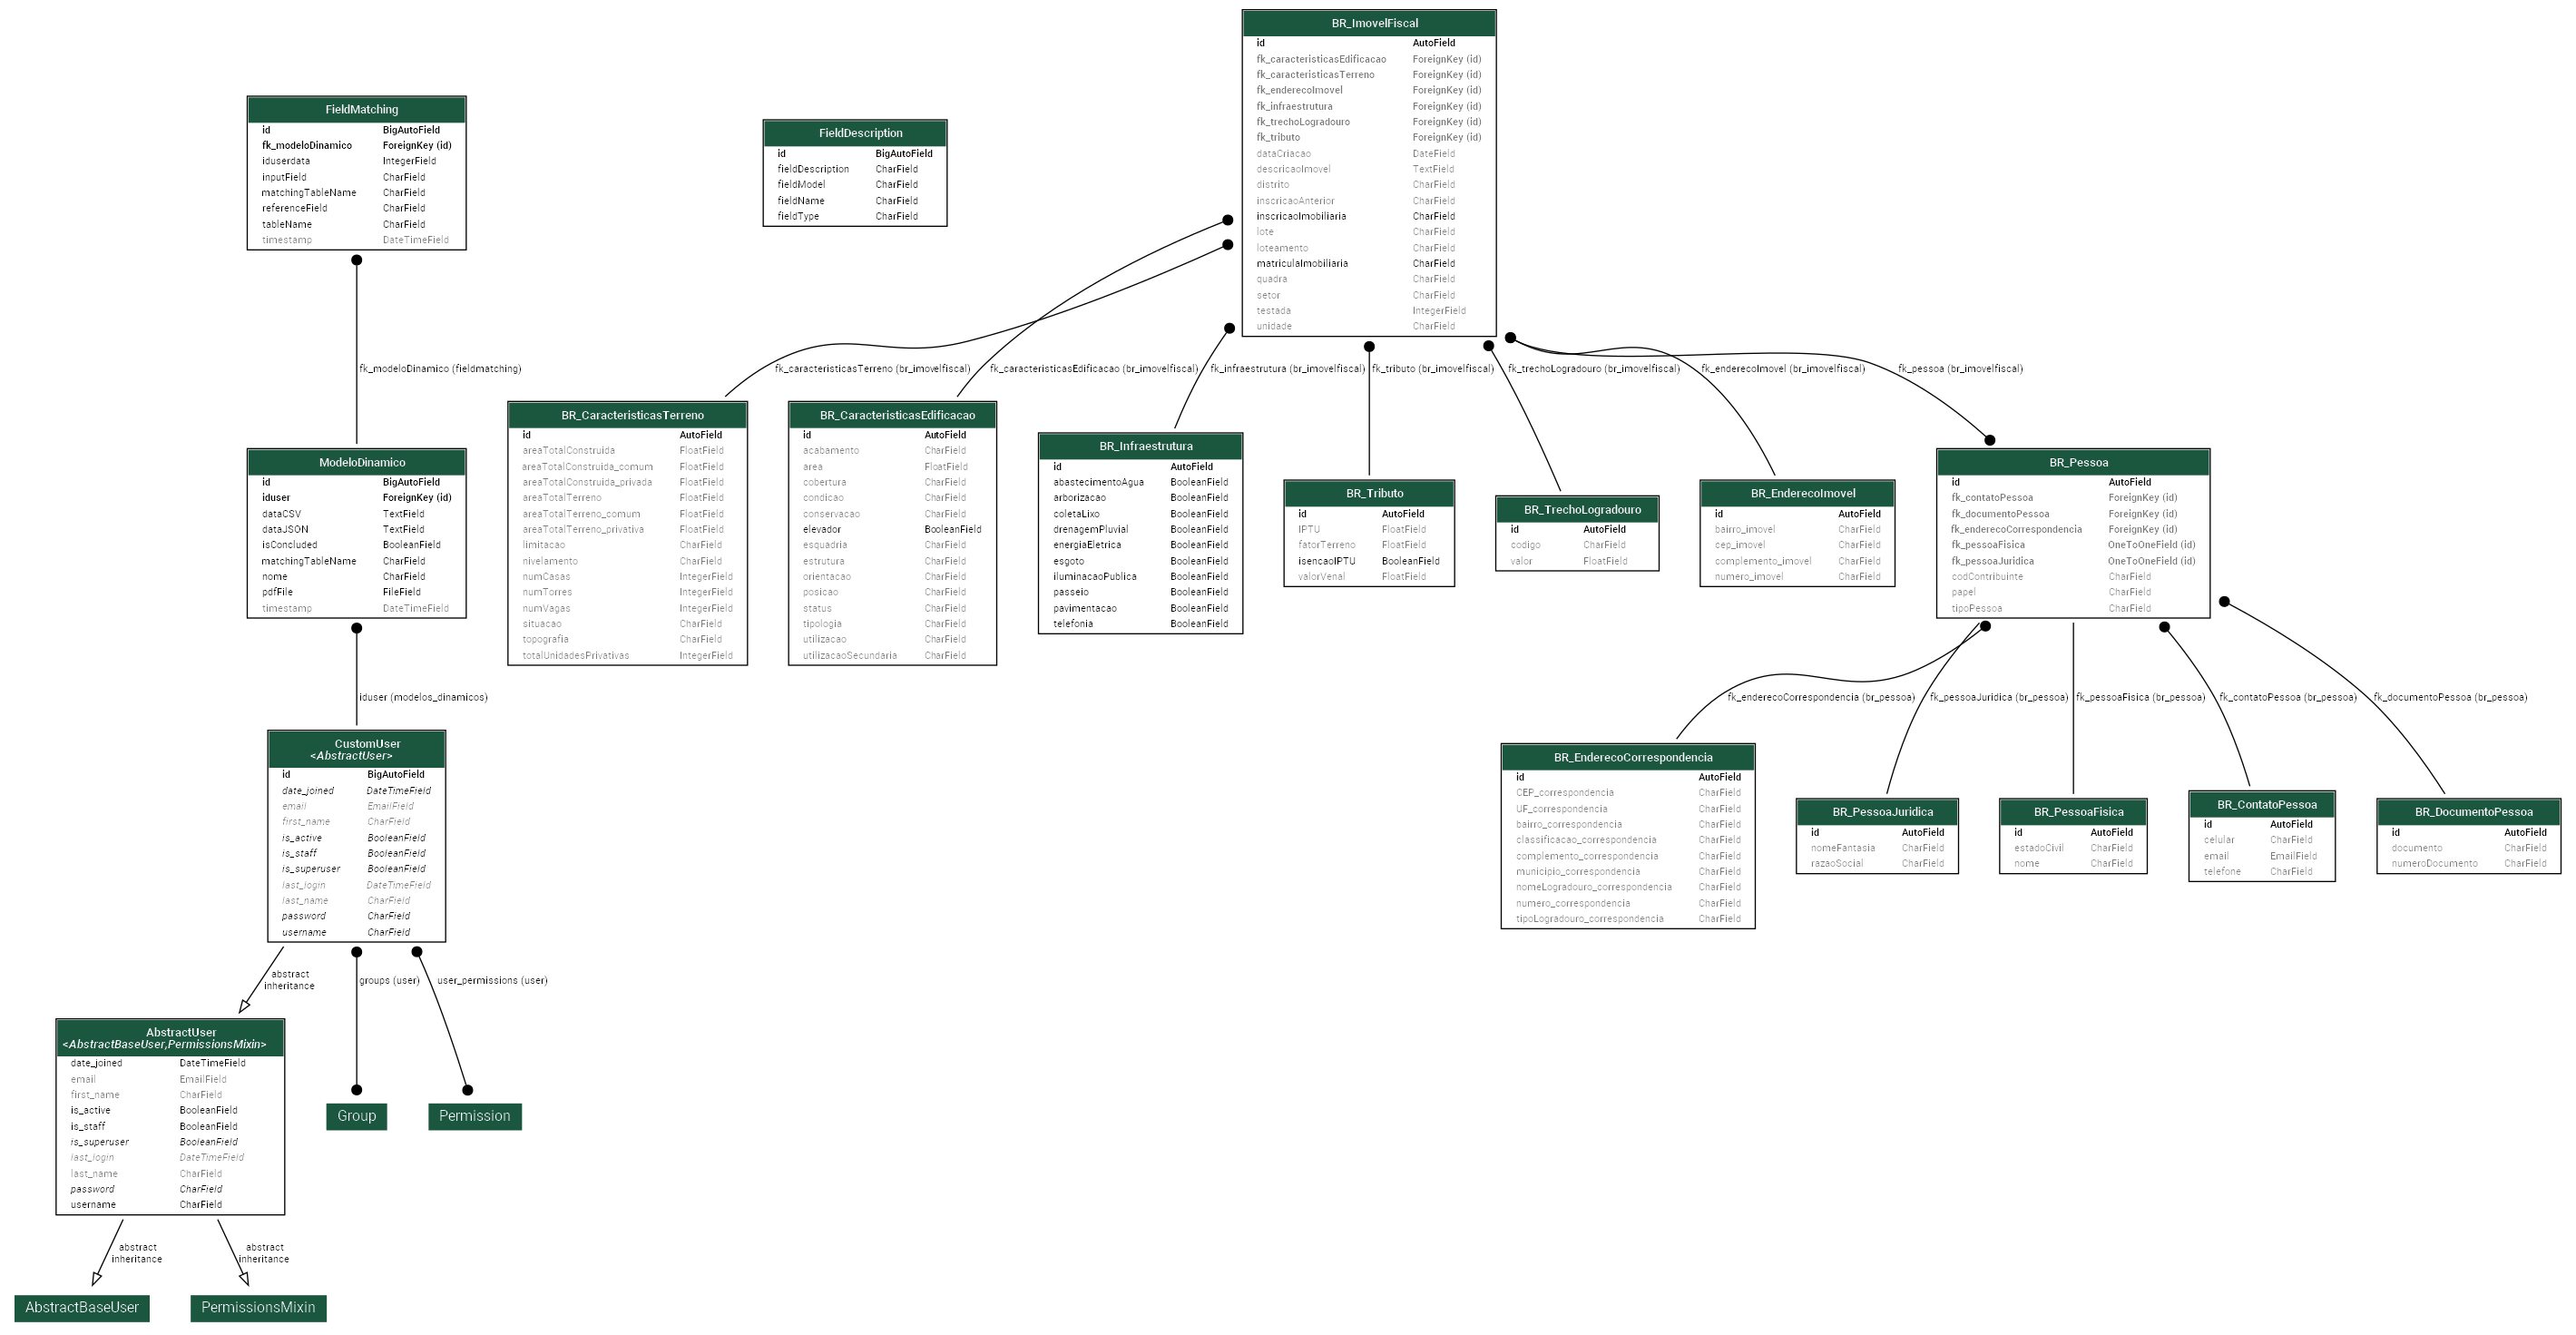 BR_ImovelFiscal
id AutoField
fk_caracteristicasEdificacao ForeignKey (id)
fk_caracteristicasTerreno ForeignKey (id)
fk_enderecoImovel ForeignKey (id)
fk_infraestrutura ForeignKey (id)
fk_trechoLogradouro ForeignKey (id)
fk_tributo ForeignKey (id)
dataCriacao DateField
descricaoImovel TextField
distrito CharField
inscricaoAnterior CharField
inscricaoImobiliaria CharField
lote CharField
loteamento CharField
matriculaImobiliaria CharField
quadra CharField
setor CharField
testada IntegerField
unidade CharField
FieldMatching
id BigAutoField
fk_modeloDinamico ForeignKey (id)
iduserdata IntegerField
inputField CharField
matchingTableName CharField
referenceField CharField
tableName CharField
timestamp DateTimeField
FieldDescription
id BigAutoField
fieldDescription CharField
fieldModel CharField
fieldName CharField
fieldType CharField
fk_modeloDinamico (fieldmatching)
fk_caracteristicasTerreno (br_imovelfiscal)
fk_caracteristicasEdificacao (br_imovelfiscal)
fk_infraestrutura (br_imovelfiscal)
fk_tributo (br_imovelfiscal)
fk_trechoLogradouro (br_imovelfiscal)
fk_enderecoImovel (br_imovelfiscal)
fk_pessoa (br_imovelfiscal)
ModeloDinamico
id BigAutoField
iduser ForeignKey (id)
dataCSV TextField
dataJSON TextField
isConcluded BooleanField
matchingTableName CharField
nome CharField
pdfFile FileField
timestamp DateTimeField
BR_CaracteristicasTerreno
id AutoField
areaTotalConstruida FloatField
areaTotalConstruida_comum FloatField
areaTotalConstruida_privada FloatField
areaTotalTerreno FloatField
areaTotalTerreno_comum FloatField
areaTotalTerreno_privativa FloatField
limitacao CharField
nivelamento CharField
numCasas IntegerField
numTorres IntegerField
numVagas IntegerField
situacao CharField
topografia CharField
totalUnidadesPrivativas IntegerField
BR_CaracteristicasEdificacao
id AutoField
acabamento CharField
area FloatField
cobertura CharField
condicao CharField
conservacao CharField
elevador BooleanField
esquadria CharField
estrutura CharField
orientacao CharField
posicao CharField
status CharField
tipologia CharField
utilizacao CharField
utilizacaoSecundaria CharField
BR_Infraestrutura
id AutoField
abastecimentoAgua BooleanField
arborizacao BooleanField
coletaLixo BooleanField
drenagemPluvial BooleanField
energiaEletrica BooleanField
esgoto BooleanField
iluminacaoPublica BooleanField
passeio BooleanField
pavimentacao BooleanField
telefonia BooleanField
BR_Tributo
id AutoField
IPTU FloatField
fatorTerreno FloatField
isencaoIPTU BooleanField
valorVenal FloatField
BR_TrechoLogradouro
id AutoField
codigo CharField
valor FloatField
BR_EnderecoImovel
id AutoField
bairro_imovel CharField
cep_imovel CharField
complemento_imovel CharField
numero_imovel CharField
BR_Pessoa
id AutoField
fk_contatoPessoa ForeignKey (id)
fk_documentoPessoa ForeignKey (id)
fk_enderecoCorrespondencia ForeignKey (id)
fk_pessoaFisica OneToOneField (id)
fk_pessoaJuridica OneToOneField (id)
codContribuinte CharField
papel CharField
tipoPessoa CharField
iduser (modelos_dinamicos)
fk_enderecoCorrespondencia (br_pessoa)
fk_pessoaJuridica (br_pessoa)
fk_pessoaFisica (br_pessoa)
fk_contatoPessoa (br_pessoa)
fk_documentoPessoa (br_pessoa)
CustomUser
<AbstractUser>
id BigAutoField
date_joined DateTimeField
email EmailField
first_name CharField
is_active BooleanField
is_staff BooleanField
is_superuser BooleanField
last_login DateTimeField
last_name CharField
password CharField
username CharField
BR_EnderecoCorrespondencia
id AutoField
CEP_correspondencia CharField
UF_correspondencia CharField
bairro_correspondencia CharField
classificacao_correspondencia CharField
complemento_correspondencia CharField
municipio_correspondencia CharField
nomeLogradouro_correspondencia CharField
numero_correspondencia CharField
tipoLogradouro_correspondencia CharField
BR_PessoaJuridica
id AutoField
nomeFantasia CharField
razaoSocial CharField
BR_PessoaFisica
id AutoField
estadoCivil CharField
nome CharField
BR_ContatoPessoa
id AutoField
celular CharField
email EmailField
telefone CharField
BR_DocumentoPessoa
id AutoField
documento CharField
numeroDocumento CharField
abstract
inheritance
groups (user)
user_permissions (user)
AbstractUser
<AbstractBaseUser,PermissionsMixin>
date_joined DateTimeField
email EmailField
first_name CharField
is_active BooleanField
is_staff BooleanField
is_superuser BooleanField
last_login DateTimeField
last_name CharField
password CharField
username CharField
Group
Permission
abstract
inheritance
abstract
inheritance
AbstractBaseUser
PermissionsMixin